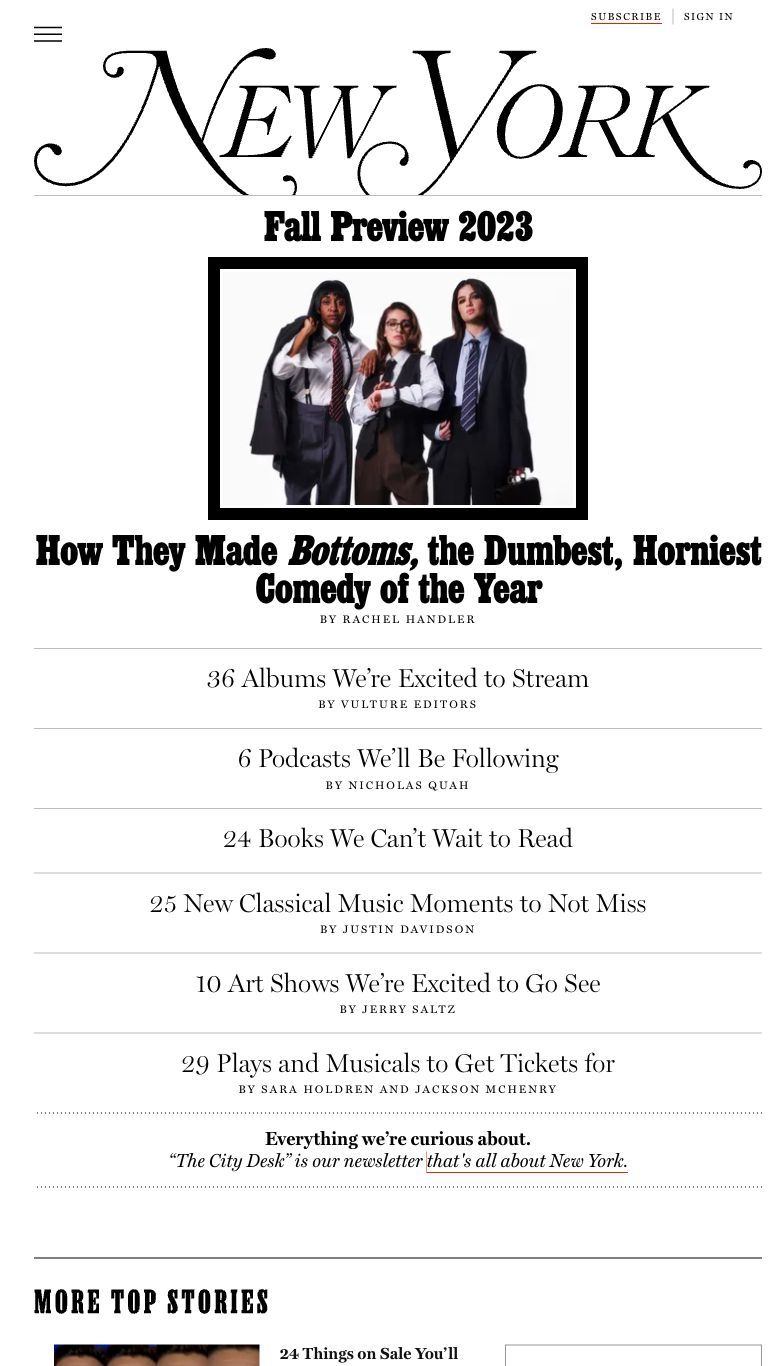 SUBSCRIBE SIGN IN
NEW YORK
Fall Preview 2023
How They Made Bottoms, the Dumbest, Horniest
Comedy of the Year
BY RACHEL HANDLER
36 Albums We’re Excited to Stream
BY VULTURE EDITORS
6 Podcasts We’ll Be Following
BY NICHOLAS QUAH
24 Books We Can’t Wait to Read
25 New Classical Music Moments to Not Miss
BY JUSTIN DAVIDSON
10 Art Shows We’re Excited to Go See
BY JERRY SALTZ
29 Plays and Musicals to Get Tickets for
BY SARA HOLDREN AND JACKSON MCHENRY
Everything we’re curious about.
“The City Desk” is our newsletter that's all about New York.
MORE TOP STORIES
24 Things on Sale You’ll